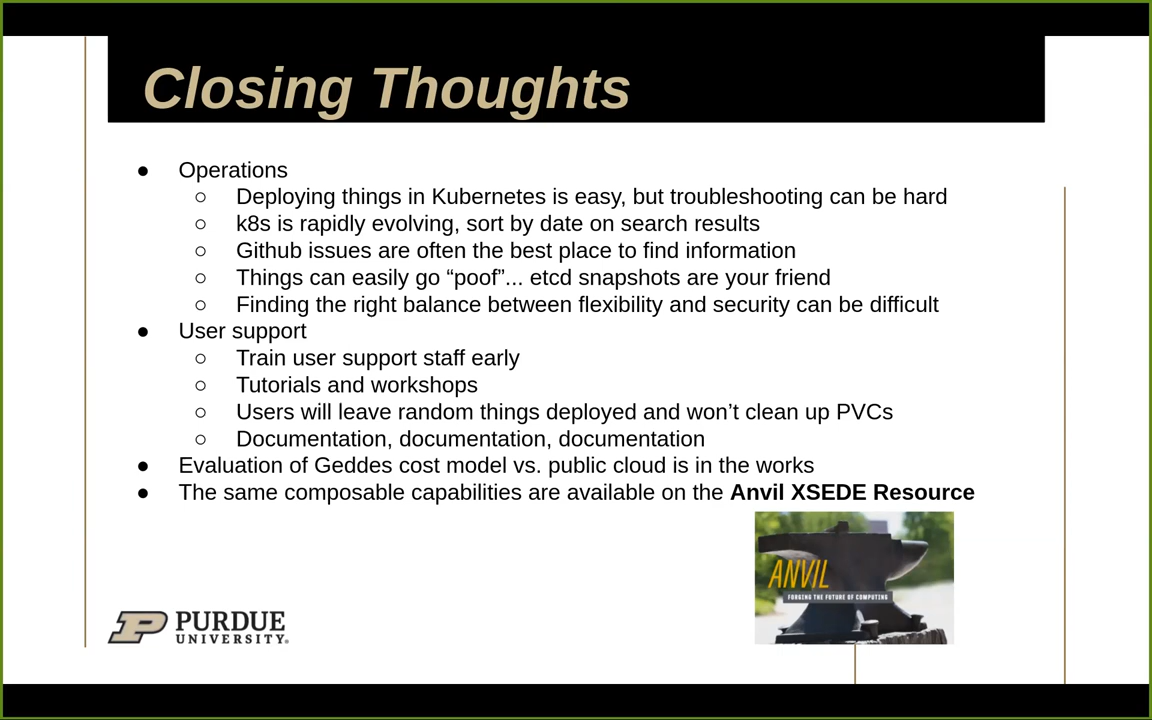 Closing Thoughts
● Operations
○ Deploying things in Kubernetes is easy, but troubleshooting can be hard
○ k8s is rapidly evolving, sort by date on search results
○ Github issues are often the best place to find information
○ Things can easily go “poof”... etcd snapshots are your friend
○ Finding the right balance between flexibility and security can be difficult
● User support
○ Train user support staff early
○ Tutorials and workshops
○ Users will leave random things deployed and won’t clean up PVCs
○ Documentation, documentation, documentation
● Evaluation of Geddes cost model vs. public cloud is in the works
● The same composable capabilities are available on the Anvil XSEDE Resource
ANVIL
FORGING THE FUTURE OF COMPUTING
P PURDUE
UNIVERSITY®